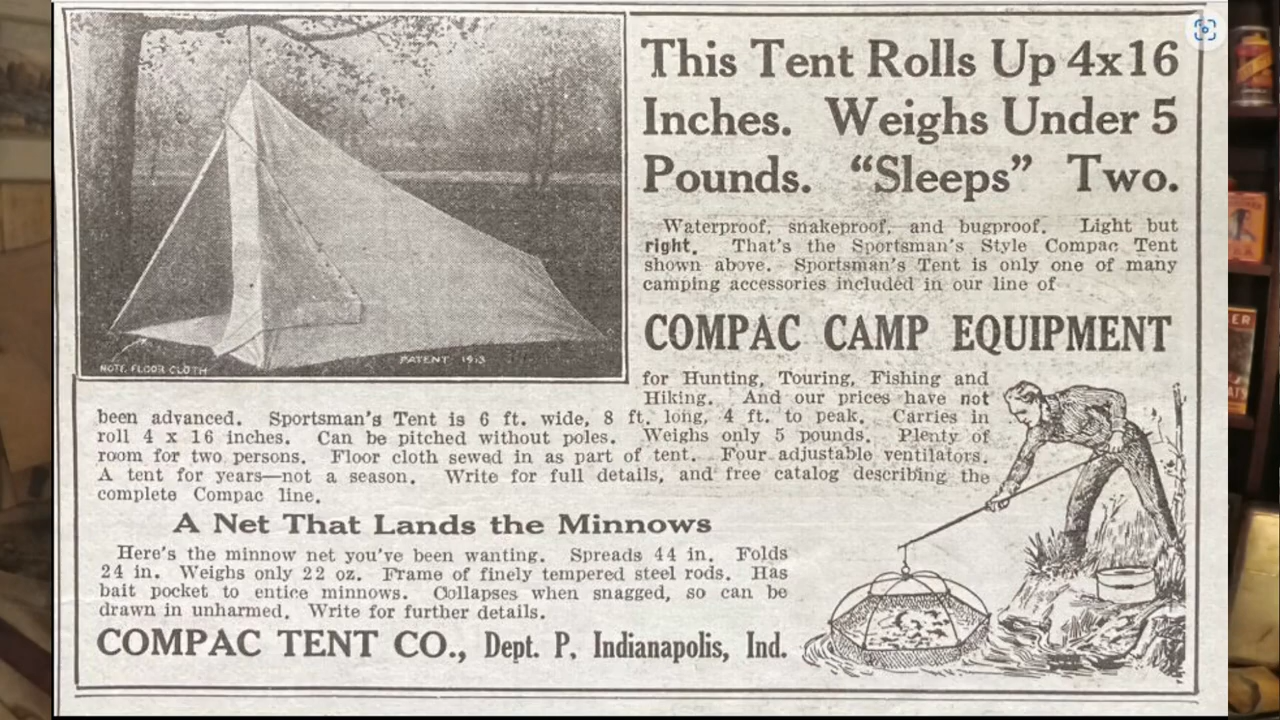 This Tent Rolls Up 4x16
Inches. Weighs Under 5
Pounds. "Sleeps" Two.
Waterproof, snakeproof, and bugproof. Light but
right. That's the Sportsman's Style Compac Tent
shown above. Sportsman's Tent is only one of many
camping accessories included in our line of
COMPAC CAMP EQUIPMENT
NOTE FLOOR CLOTH
PATENT 1913
for Hunting, Touring, Fishing and
Hiking. And our prices have not
been advanced. Sportsman's Tent is 6 ft. wide, 8 ft. long, 4 ft. to peak. Carries in
roll 4 x 16 inches. Can be pitched without poles. Weighs only 5 pounds. Plenty of
room for two persons. Floor cloth sewed in as part of tent. Four adjustable ventilators.
A tent for years—not a season. Write for full details, and free catalog describing the
complete Compac line.
A Net That Lands the Minnows
Here's the minnow net you've been wanting. Spreads 44 in. Folds
24 in. Weighs only 22 oz. Frame of finely tempered steel rods. Has
bait pocket to entice minnows. Collapses when snagged, so can be
drawn in unharmed. Write for further details.
COMPAC TENT CO., Dept. P. Indianapolis, Ind.